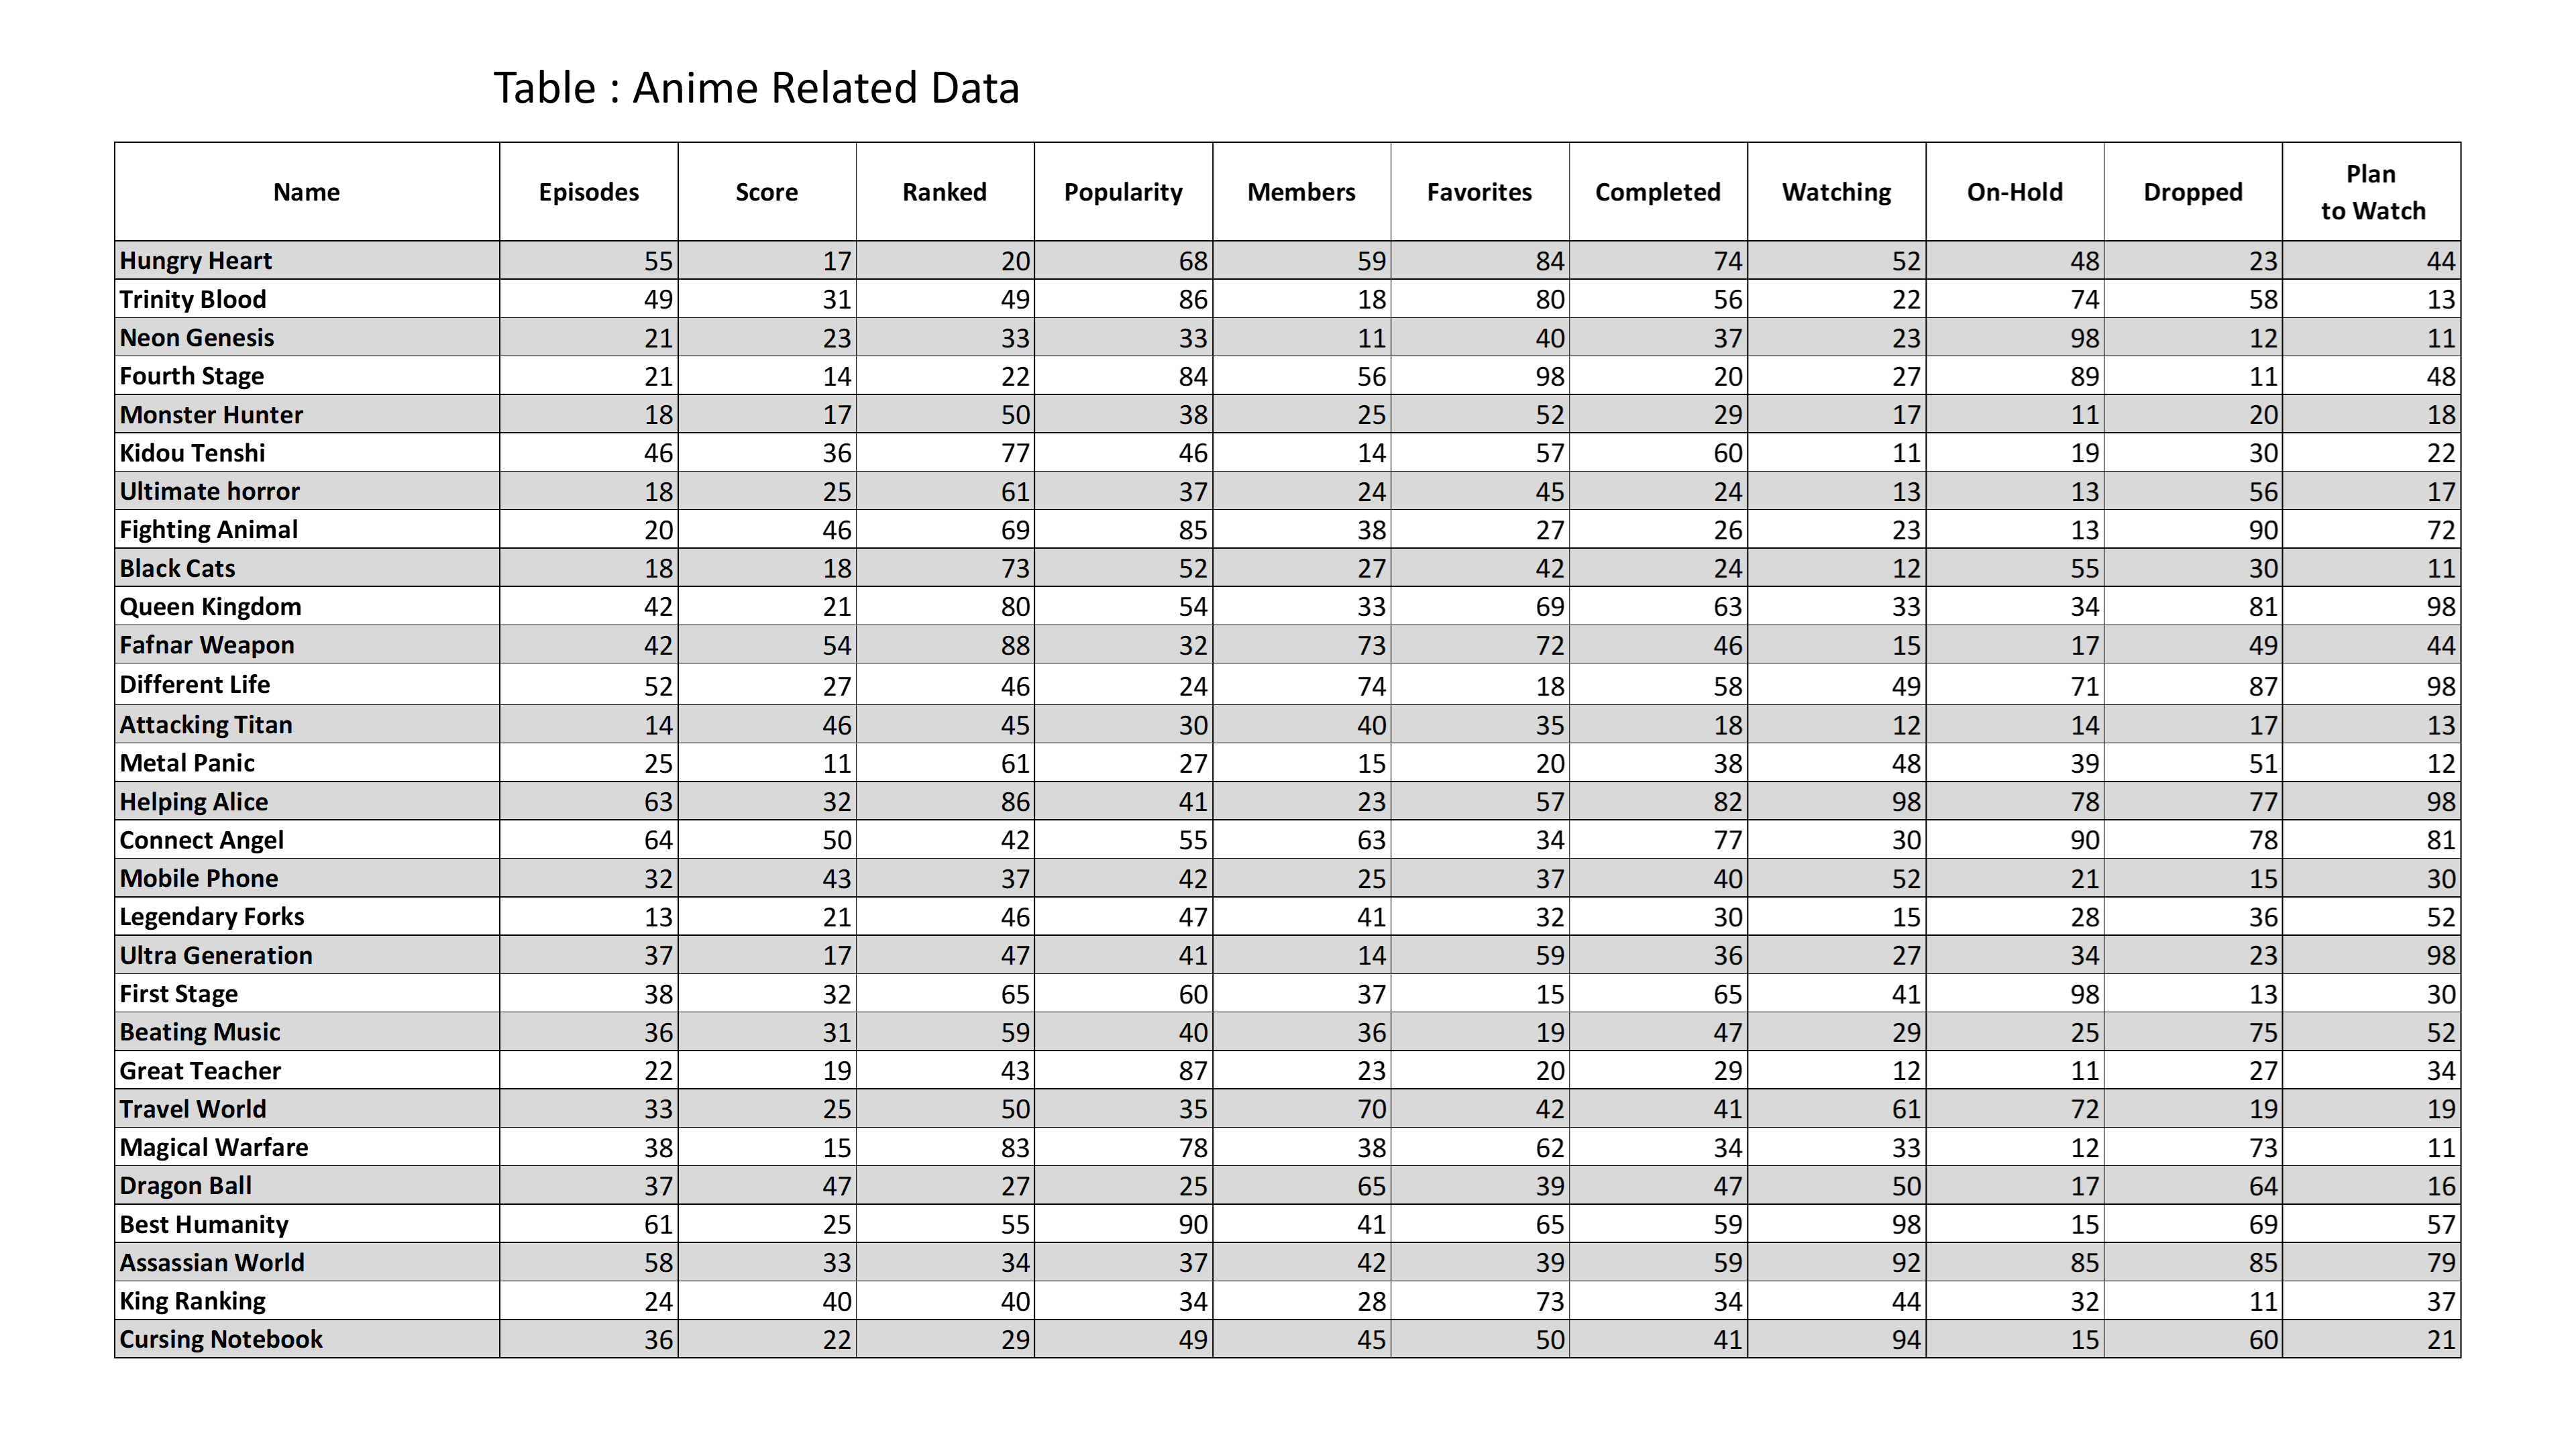 Table : Anime Related Data
Name Episodes Score Ranked Popularity Members Favorites Completed Watching On-Hold Dropped Plan to Watch
Hungry Heart 55 17 20 68 59 84 74 52 48 23 44
Trinity Blood 49 31 49 86 18 80 56 22 74 58 13
Neon Genesis 21 23 33 33 11 40 37 23 98 12 11
Fourth Stage 21 14 22 84 56 98 20 27 89 11 48
Monster Hunter 18 17 50 38 25 52 29 17 11 20 18
Kidou Tenshi 46 36 77 46 14 57 60 11 19 30 22
Ultimate horror 18 25 61 37 24 45 24 13 13 56 17
Fighting Animal 20 46 69 85 38 27 26 23 13 90 72
Black Cats 18 18 73 52 27 42 24 12 55 30 11
Queen Kingdom 42 21 80 54 33 69 63 33 34 81 98
Fafnar Weapon 42 54 88 32 73 72 46 15 17 49 44
Different Life 52 27 46 24 74 18 58 49 71 87 98
Attacking Titan 14 46 45 30 40 35 18 12 14 17 13
Metal Panic 25 11 61 27 15 20 38 48 39 51 12
Helping Alice 63 32 86 41 23 57 82 98 78 77 98
Connect Angel 64 50 42 55 63 34 77 30 90 78 81
Mobile Phone 32 43 37 42 25 37 40 52 21 15 30
Legendary Forks 13 21 46 47 41 32 30 15 28 36 52
Ultra Generation 37 17 47 41 14 59 36 27 34 23 98
First Stage 38 32 65 60 37 15 65 41 98 13 30
Beating Music 36 31 59 40 36 19 47 29 25 75 52
Great Teacher 22 19 43 87 23 20 29 12 11 27 34
Travel World 33 25 50 35 70 42 41 61 72 19 19
Magical Warfare 38 15 83 78 38 62 34 33 12 73 11
Dragon Ball 37 47 27 25 65 39 47 50 17 64 16
Best Humanity 61 25 55 90 41 65 59 98 15 69 57
Assassian World 58 33 34 37 42 39 59 92 85 85 79
King Ranking 24 40 40 34 28 73 34 44 32 11 37
Cursing Notebook 36 22 29 49 45 50 41 94 15 60 21